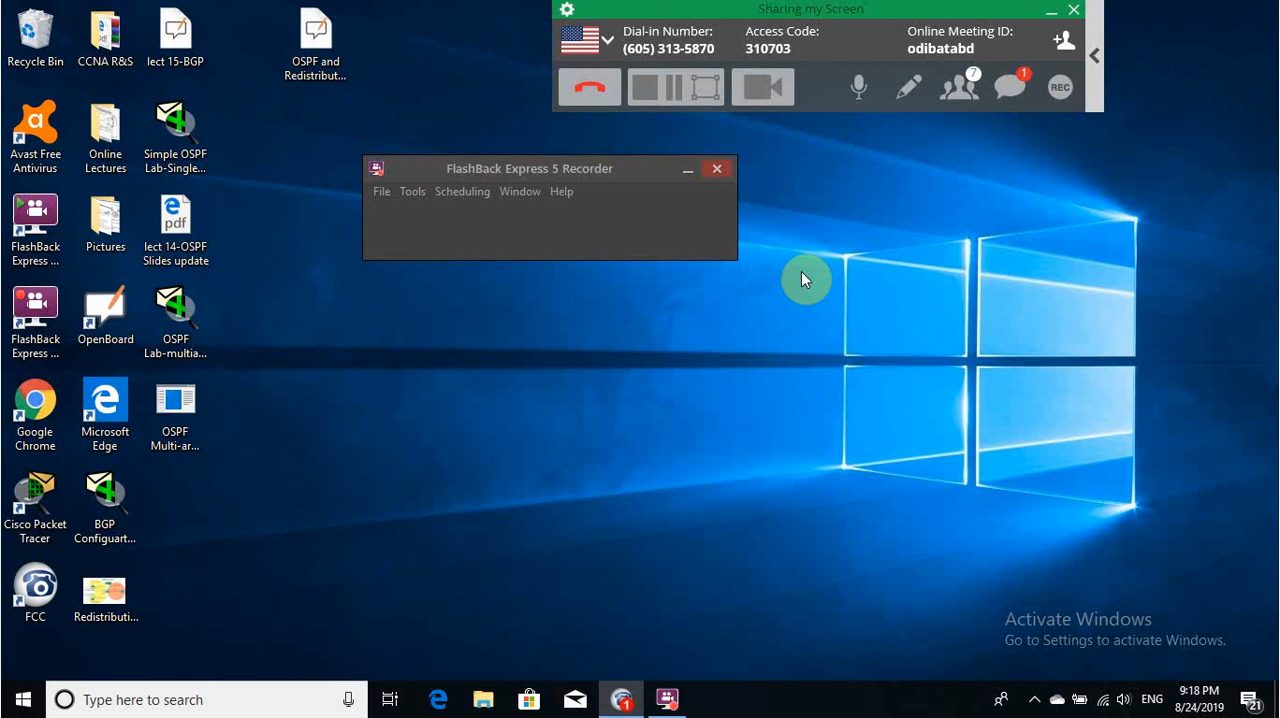 Recycle Bin
CCNA R&S
lect 15-BGP
OSPF and
Redistribut...
Avast Free
Antivirus
Online
Lectures
Simple OSPF
Lab-Single...
FlashBack
Express ...
Pictures
lect 14-OSPF
Slides update
pdf
FlashBack
Express ...
OpenBoard
OSPF
Lab-multia...
Google
Chrome
Microsoft
Edge
OSPF
Multi-ar...
Cisco Packet
Tracer
BGP
Configuart...
FCC
Redistributi...
Sharing my Screen
Dial-in Number:
(605) 313-5870
Access Code:
310703
Online Meeting ID:
odibatabd
7
1
REC
FlashBack Express 5 Recorder
File Tools Scheduling Window Help
Activate Windows
Go to Settings to activate Windows.
Type here to search
1
ENG
9:18 PM
8/24/2019
21